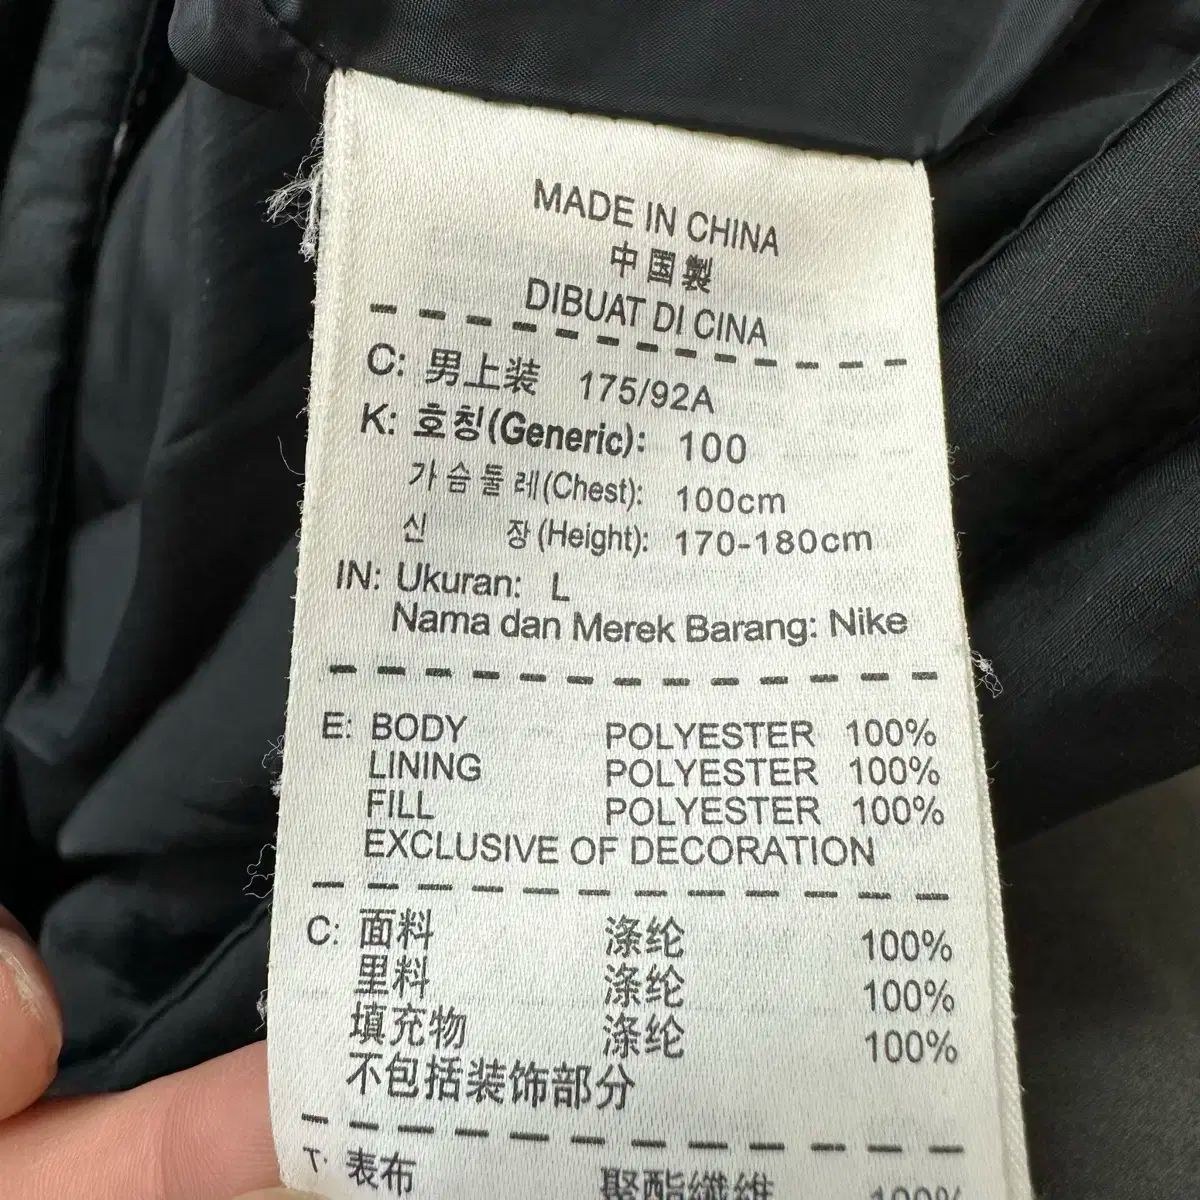 MADE IN CHINA
中国製
DIBUAT DI CINA
C: 男上装 175/92A
K: 호칭(Generic): 100
가슴둘레(Chest): 100cm
신 장(Height): 170-180cm
IN: Ukuran: L
Nama dan Merek Barang: Nike
E: BODY POLYESTER 100%
LINING POLYESTER 100%
FILL POLYESTER 100%
EXCLUSIVE OF DECORATION
C: 面料 涤纶 100%
里料 涤纶 100%
填充物 涤纶 100%
不包括装饰部分
T: 表布 聚酯纖維 100%